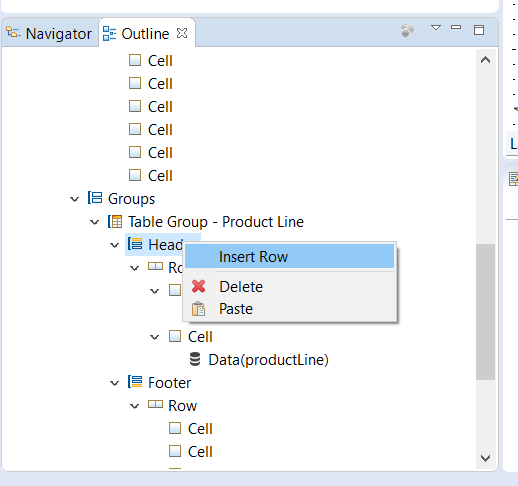 Navigator
Outline
Cell
Cell
Cell
Cell
Cell
Cell
Groups
Table Group - Product Line
Insert Row
Delete
Paste
Cell
Data(productLine)
Footer
Row
Cell
Cell